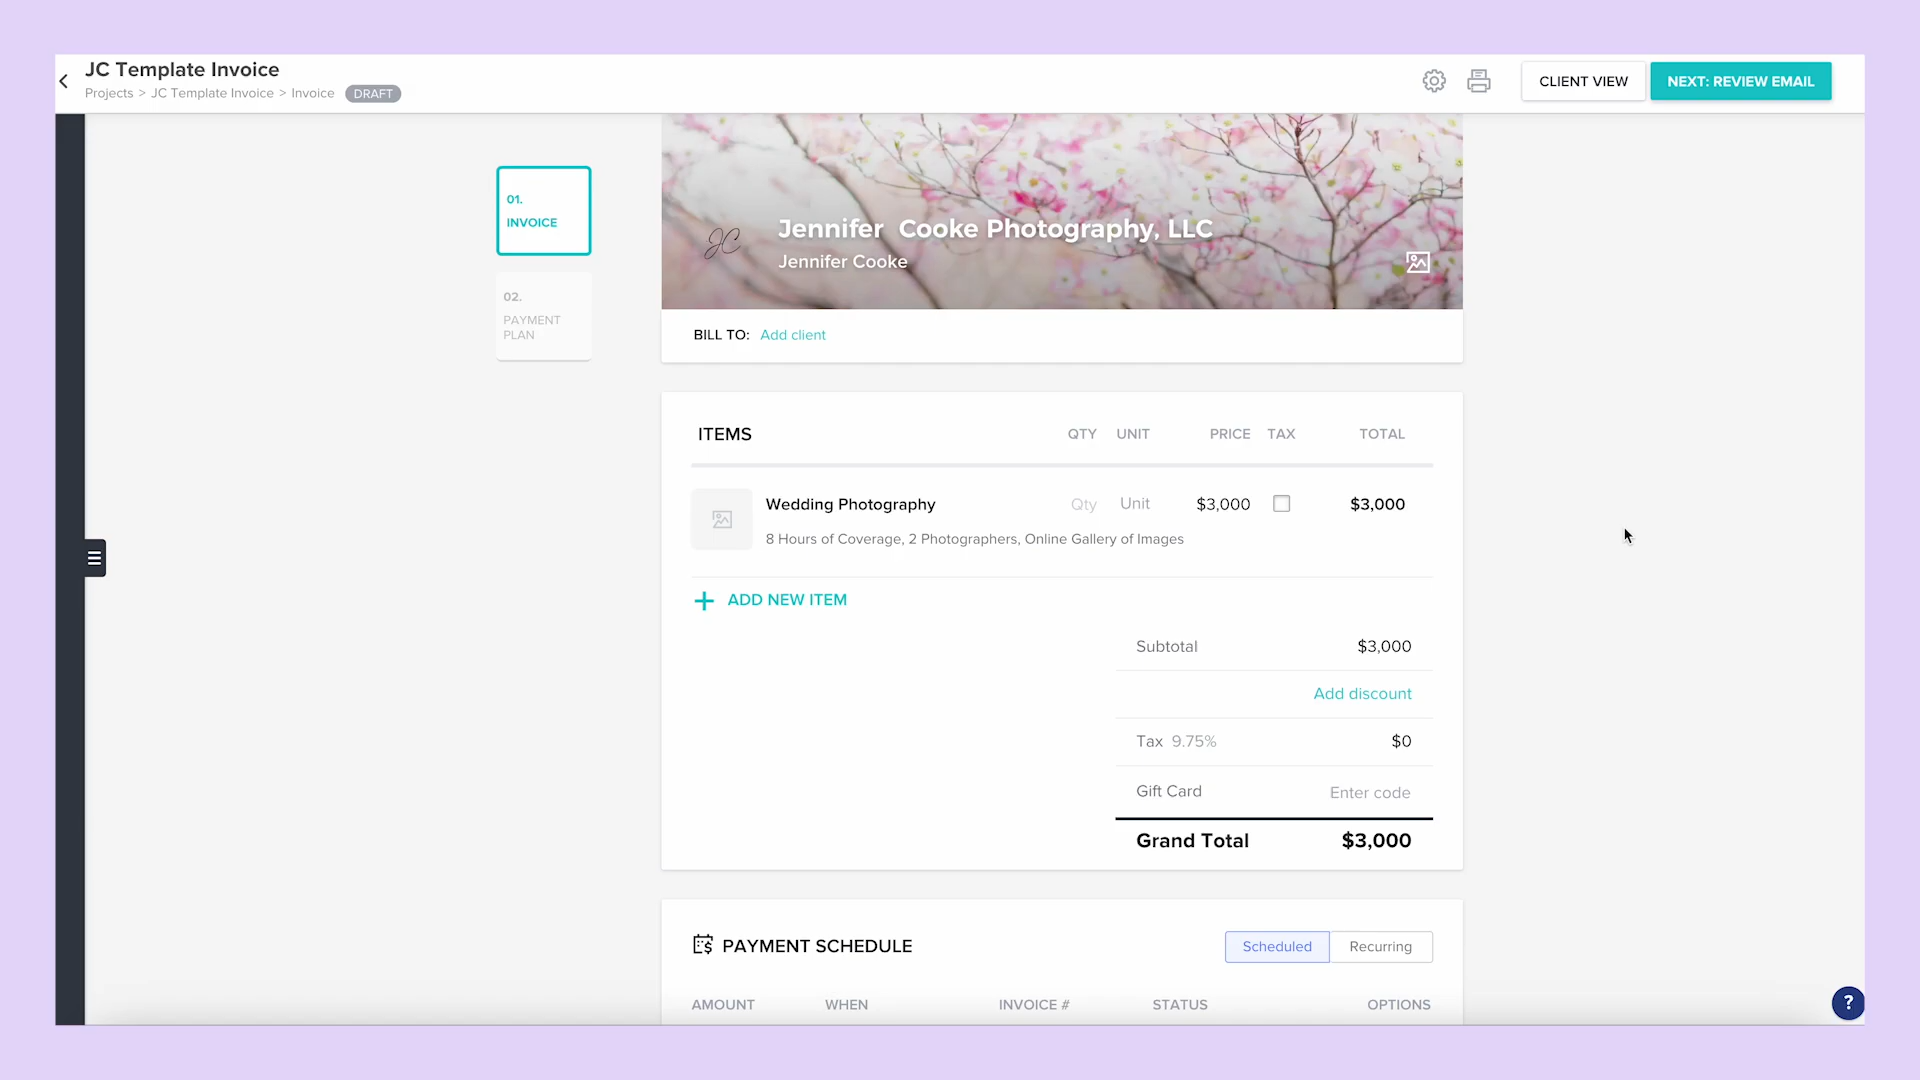 JC Template Invoice
Projects > JC Template Invoice > Invoice DRAFT
CLIENT VIEW
NEXT: REVIEW EMAIL
01.
INVOICE
02.
PAYMENT
PLAN
JC
Jennifer Cooke Photography, LLC
Jennifer Cooke
BILL TO: Add client
ITEMS QTY UNIT PRICE TAX TOTAL
Wedding Photography Qty Unit $3,000 $3,000
8 Hours of Coverage, 2 Photographers, Online Gallery of Images
+ ADD NEW ITEM
Subtotal $3,000
Add discount
Tax 9.75% $0
Gift Card Enter code
Grand Total $3,000
PAYMENT SCHEDULE Scheduled Recurring
AMOUNT WHEN INVOICE # STATUS OPTIONS
?